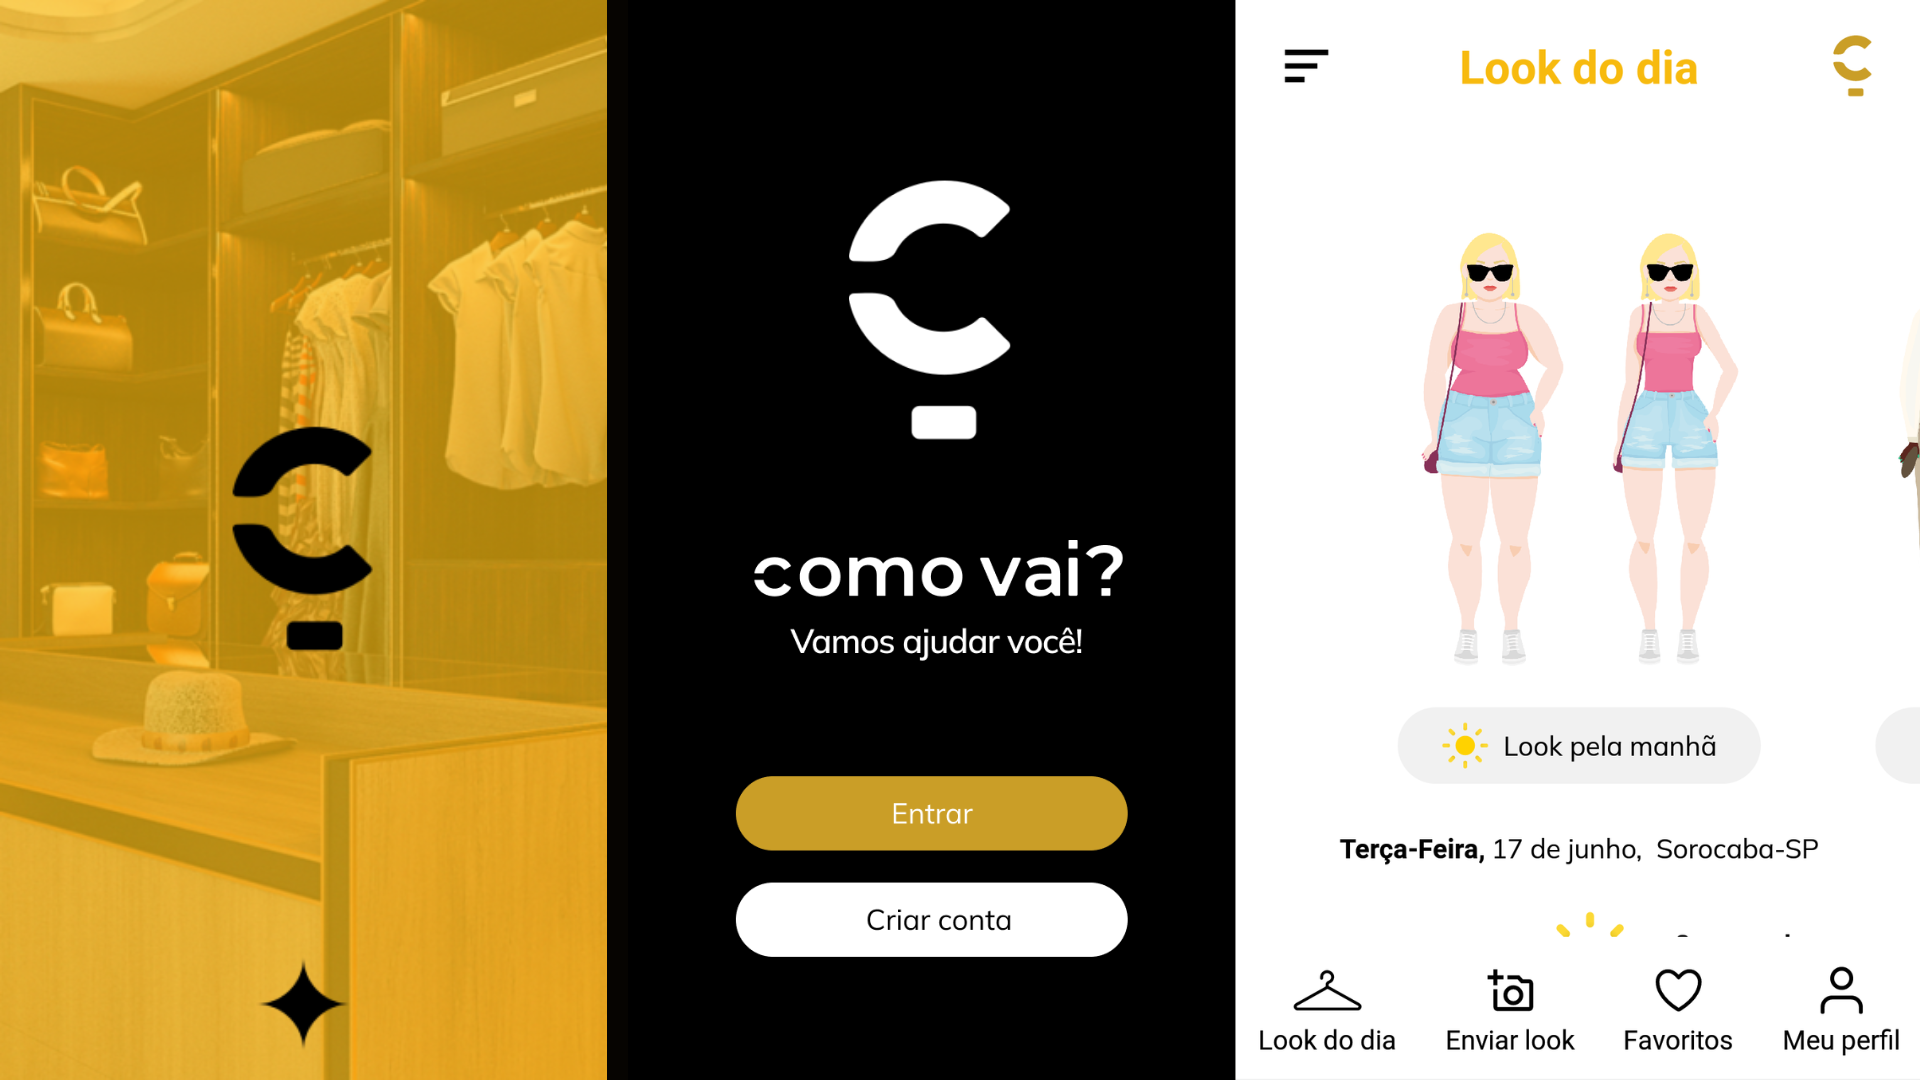 como vai?
Vamos ajudar você!
Entrar
Criar conta
Look do dia
Look pela manhã
Terça-Feira, 17 de junho, Sorocaba-SP
Look do dia
Enviar look
Favoritos
Meu perfil